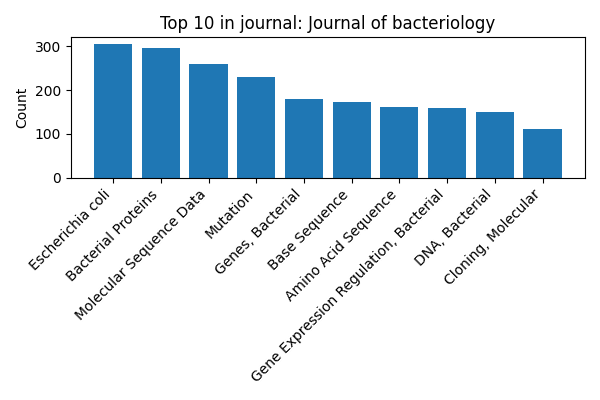 Top 10 in journal: Journal of bacteriology
Count
300
200
100
0
Escherichia coli
Bacterial Proteins
Molecular Sequence Data
Mutation
Genes, Bacterial
Base Sequence
Amino Acid Sequence
Gene Expression Regulation, Bacterial
DNA, Bacterial
Cloning, Molecular